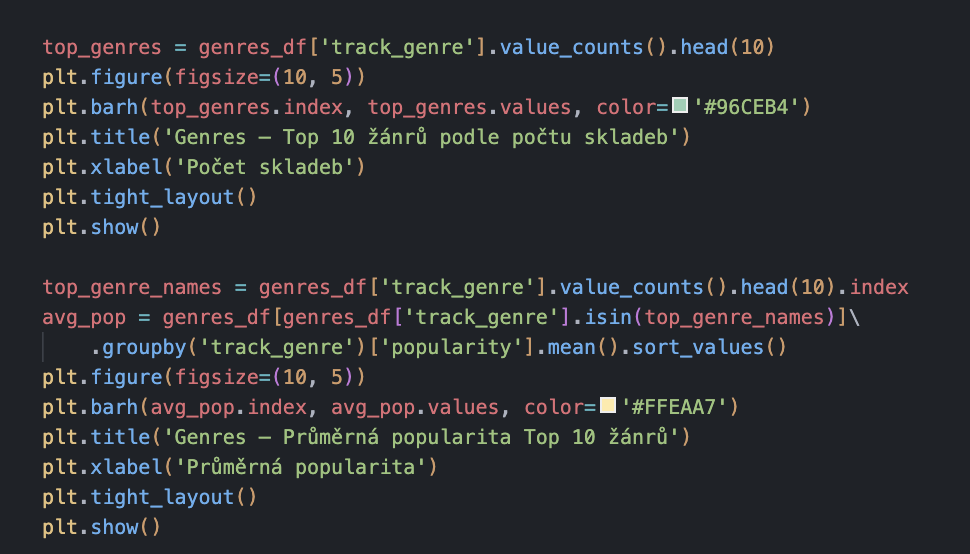 top_genres = genres_df['track_genre'].value_counts().head(10)
plt.figure(figsize=(10, 5))
plt.barh(top_genres.index, top_genres.values, color='#96CEB4')
plt.title('Genres – Top 10 žánrů podle počtu skladeb')
plt.xlabel('Počet skladeb')
plt.tight_layout()
plt.show()

top_genre_names = genres_df['track_genre'].value_counts().head(10).index
avg_pop = genres_df[genres_df['track_genre'].isin(top_genre_names)]\
    .groupby('track_genre')['popularity'].mean().sort_values()
plt.figure(figsize=(10, 5))
plt.barh(avg_pop.index, avg_pop.values, color='#FFEAA7')
plt.title('Genres – Průměrná popularita Top 10 žánrů')
plt.xlabel('Průměrná popularita')
plt.tight_layout()
plt.show()